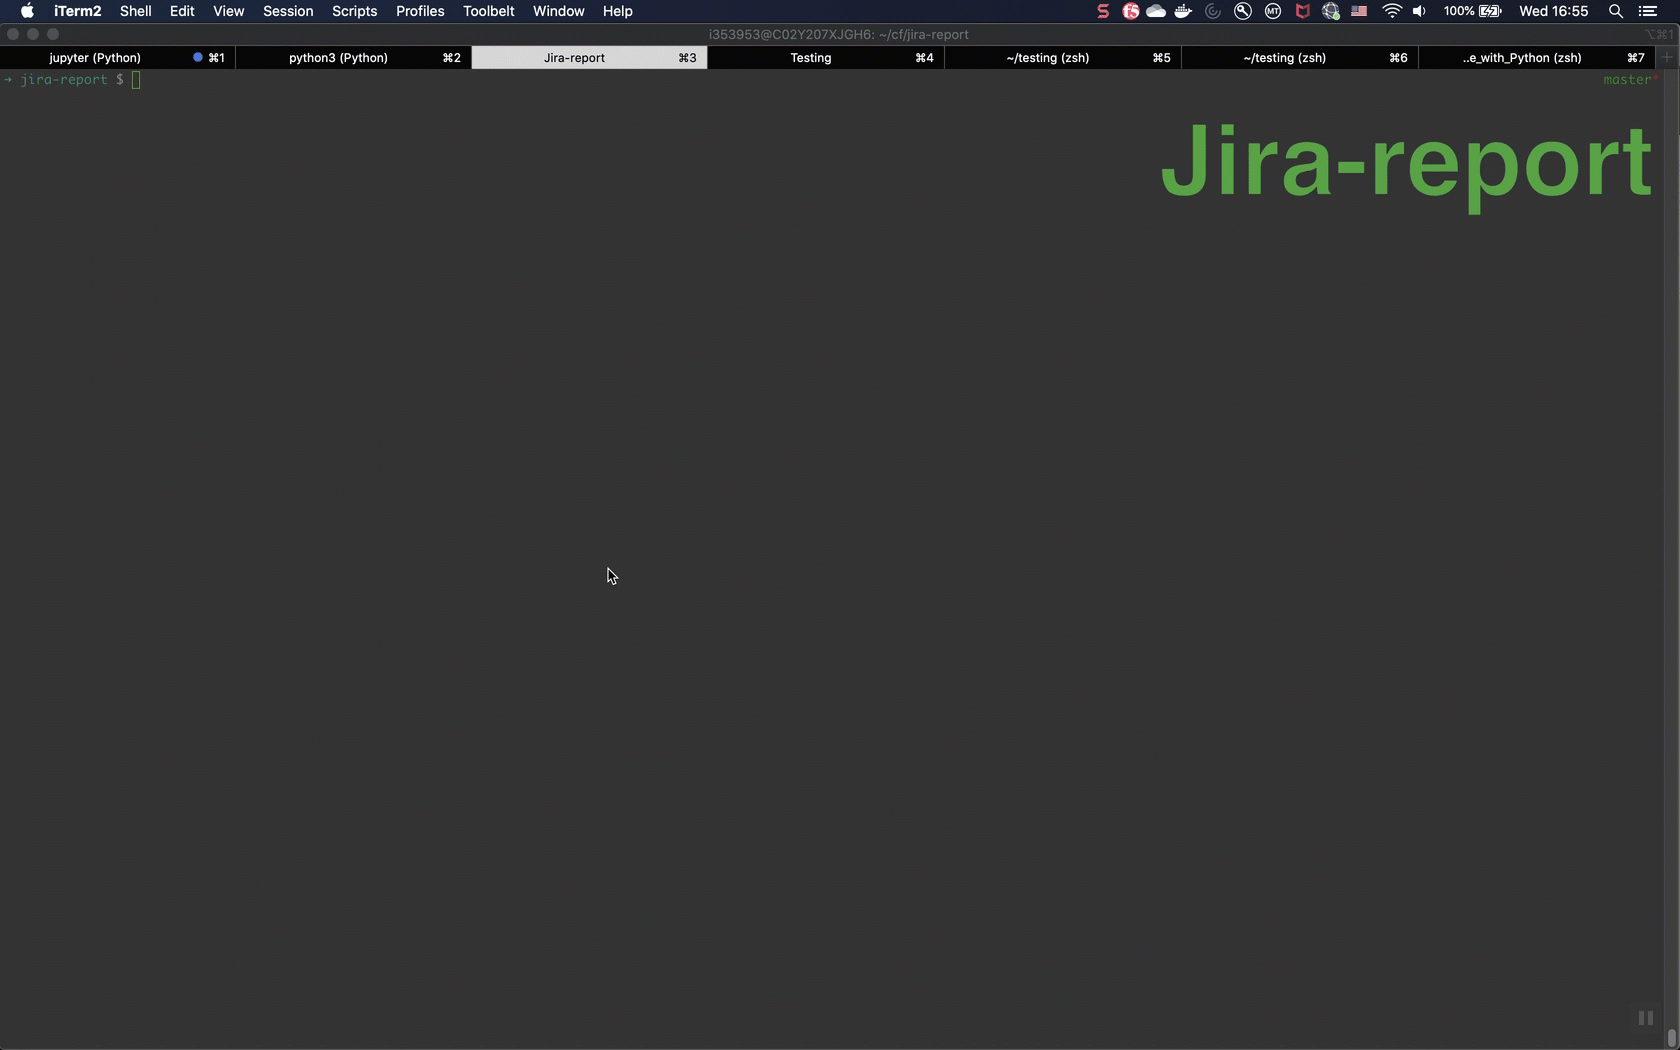 iTerm2 Shell Edit View Session Scripts Profiles Toolbelt Window Help S MT 100% Wed 16:55
i353953@C02Y207XJGH6: ~/cf/jira-report ⌥⌘1
jupyter (Python) ⌘1 python3 (Python) ⌘2 Jira-report ⌘3 Testing ⌘4 ~/testing (zsh) ⌘5 ~/testing (zsh) ⌘6 ..e_with_Python (zsh) ⌘7 +
→ jira-report $ master*
Jira-report